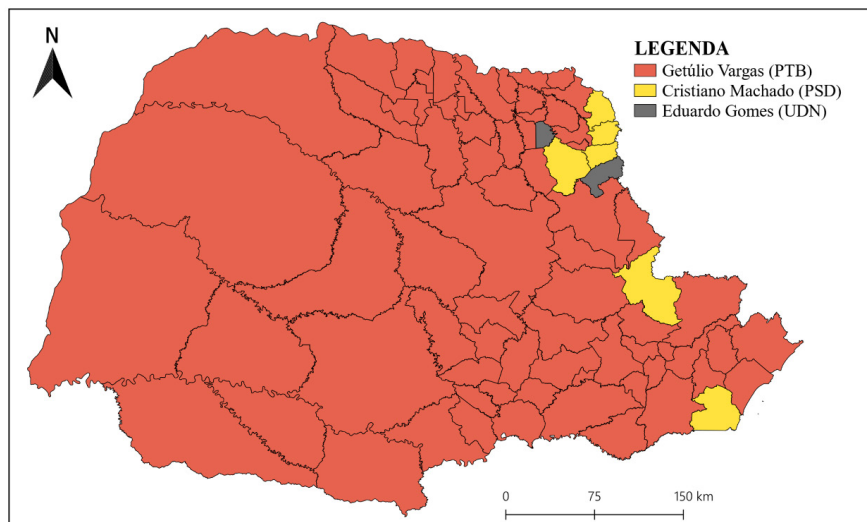 N
LEGENDA
Getúlio Vargas (PTB)
Cristiano Machado (PSD)
Eduardo Gomes (UDN)
0 75 150 km